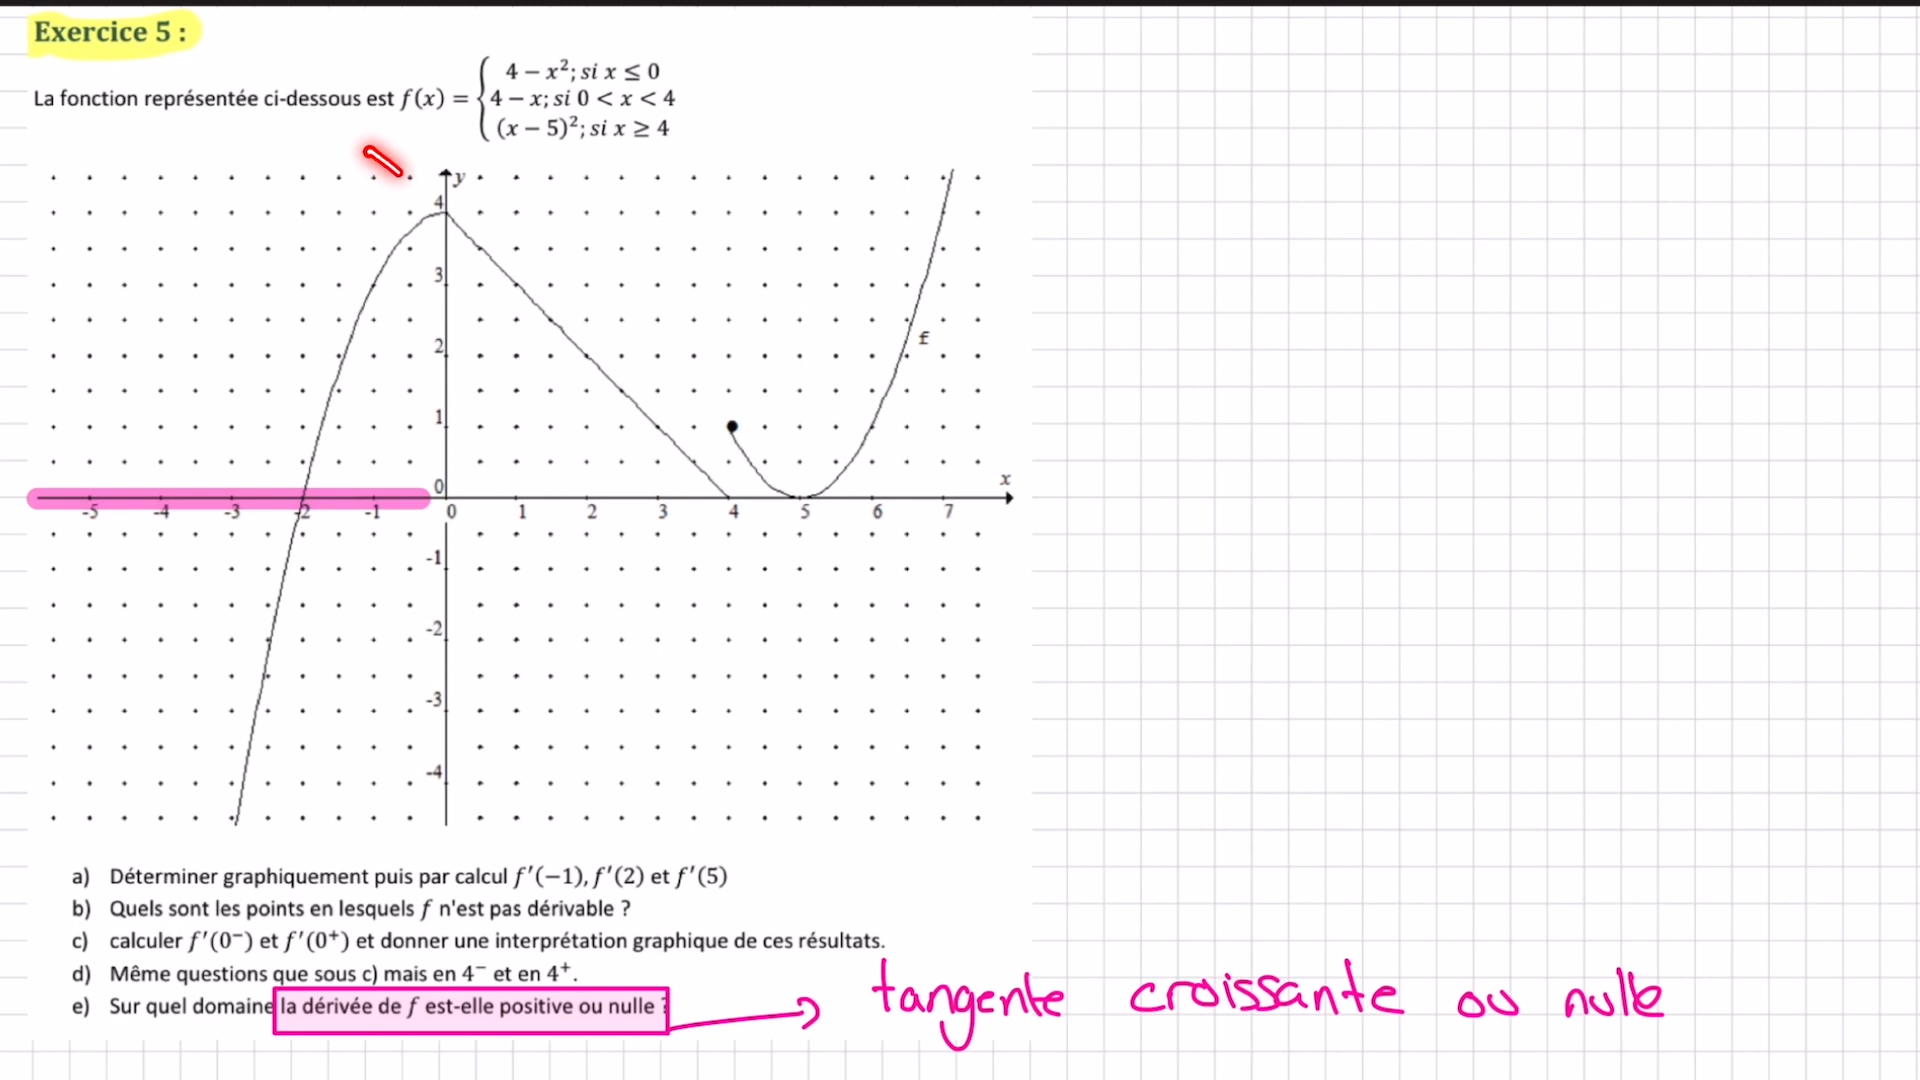 Exercice 5 :
La fonction représentée ci-dessous est f(x) = { 4 − x²; si x ≤ 0
4 − x; si 0 < x < 4
(x − 5)²; si x ≥ 4
y
4
3
2
1
0
f
x
-5 -4 -3 -2 -1 0 1 2 3 4 5 6 7
-1
-2
-3
-4
a) Déterminer graphiquement puis par calcul f′(−1), f′(2) et f′(5)
b) Quels sont les points en lesquels f n'est pas dérivable ?
c) calculer f′(0⁻) et f′(0⁺) et donner une interprétation graphique de ces résultats.
d) Même questions que sous c) mais en 4⁻ et en 4⁺.
e) Sur quel domaine la dérivée de f est-elle positive ou nulle ?
tangente croissante ou nulle